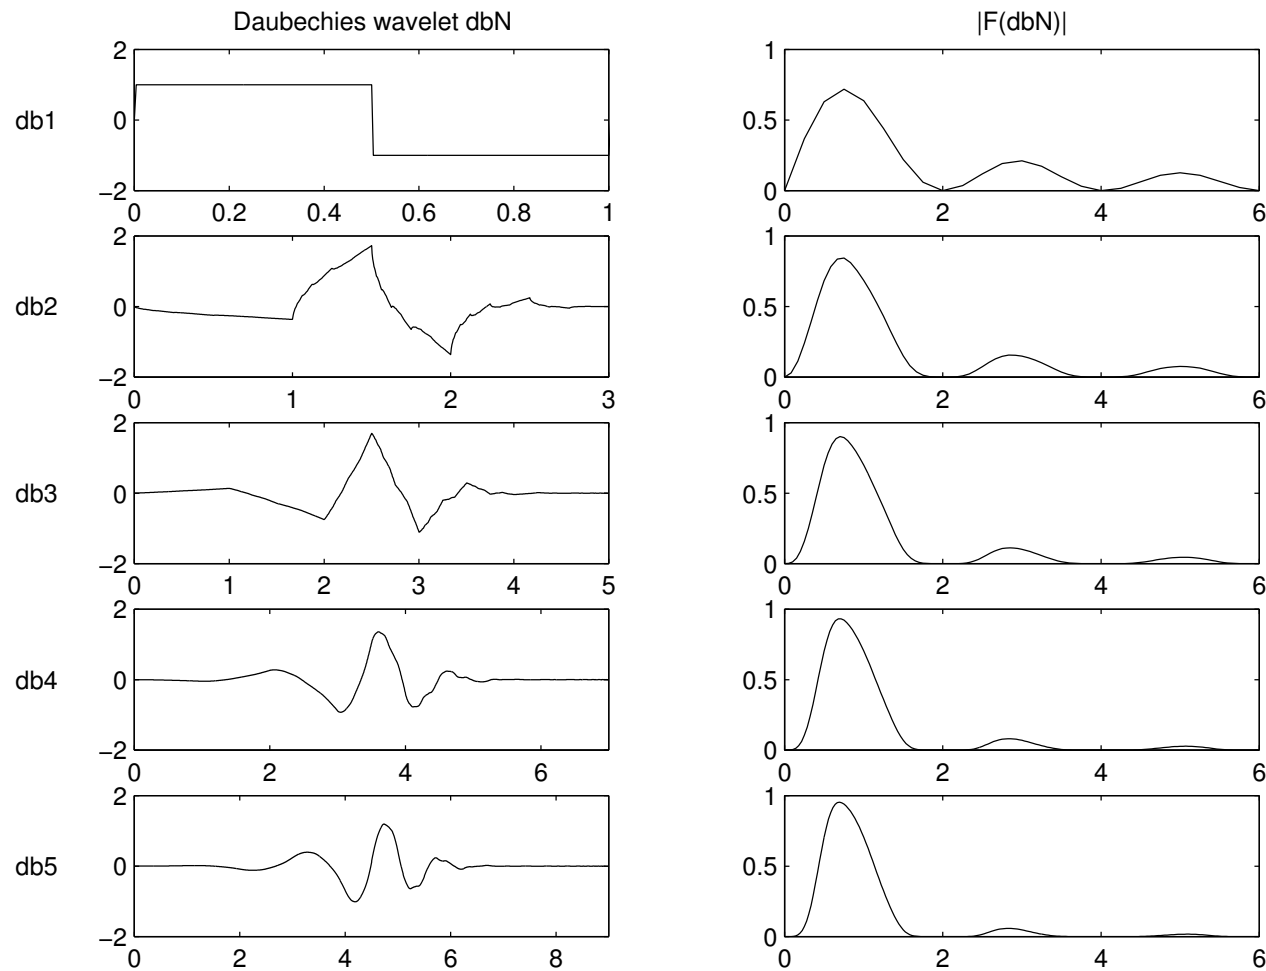 Daubechies wavelet dbN |F(dbN)|
2 1
db1 0 0.5
−2 0
0 0.2 0.4 0.6 0.8 1 0 2 4 6
2 1
db2 0 0.5
−2 0
0 1 2 3 0 2 4 6
2 1
db3 0 0.5
−2 0
0 1 2 3 4 5 0 2 4 6
2 1
db4 0 0.5
−2 0
0 2 4 6 0 2 4 6
2 1
db5 0 0.5
−2 0
0 2 4 6 8 0 2 4 6